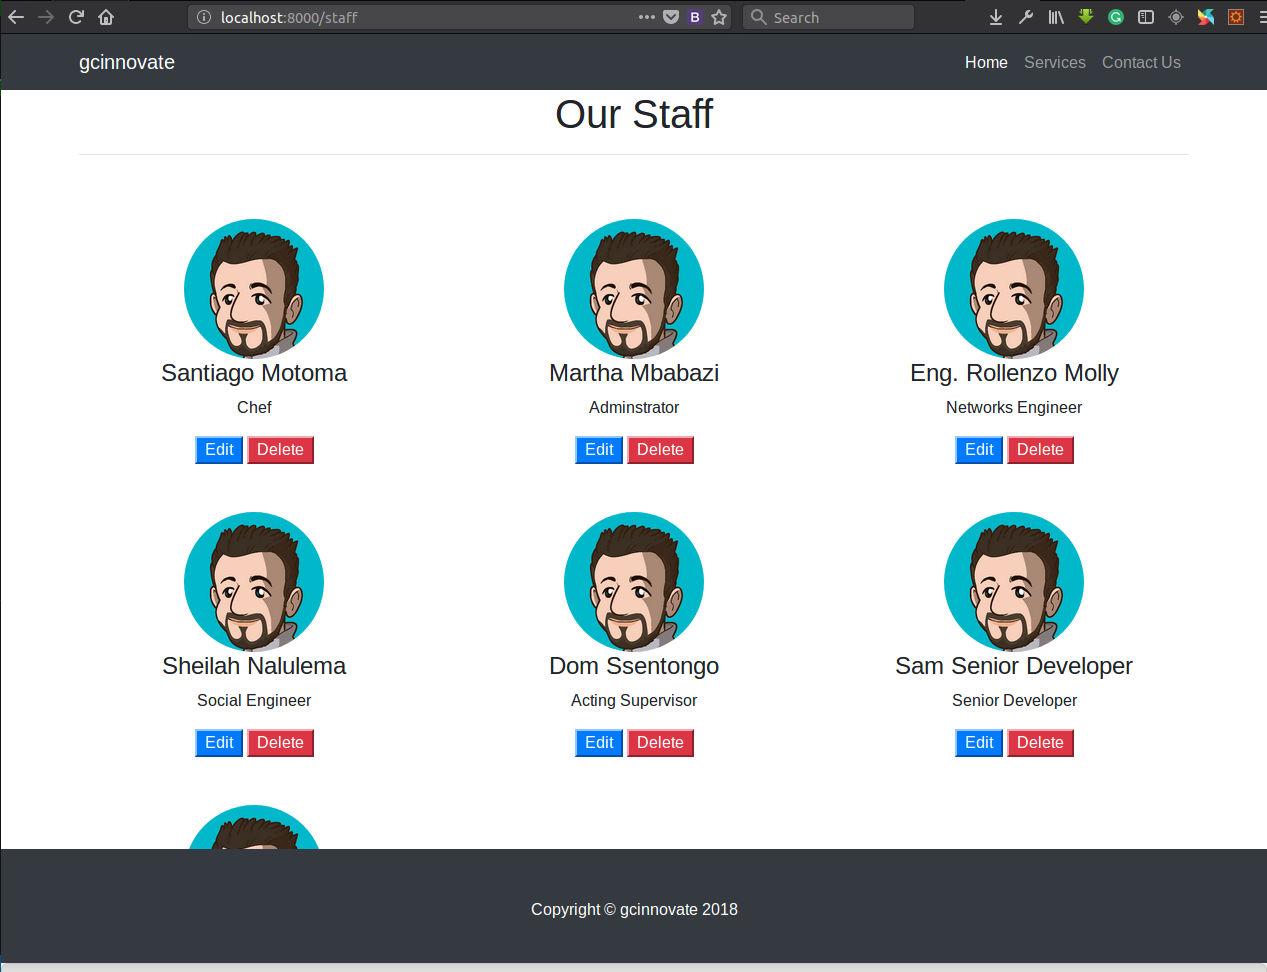 localhost:8000/staff
B
Search
gcinnovate
Home Services Contact Us
Our Staff
Santiago Motoma Martha Mbabazi Eng. Rollenzo Molly
Chef Adminstrator Networks Engineer
Edit Delete Edit Delete Edit Delete
Sheilah Nalulema Dom Ssentongo Sam Senior Developer
Social Engineer Acting Supervisor Senior Developer
Edit Delete Edit Delete Edit Delete
Copyright © gcinnovate 2018